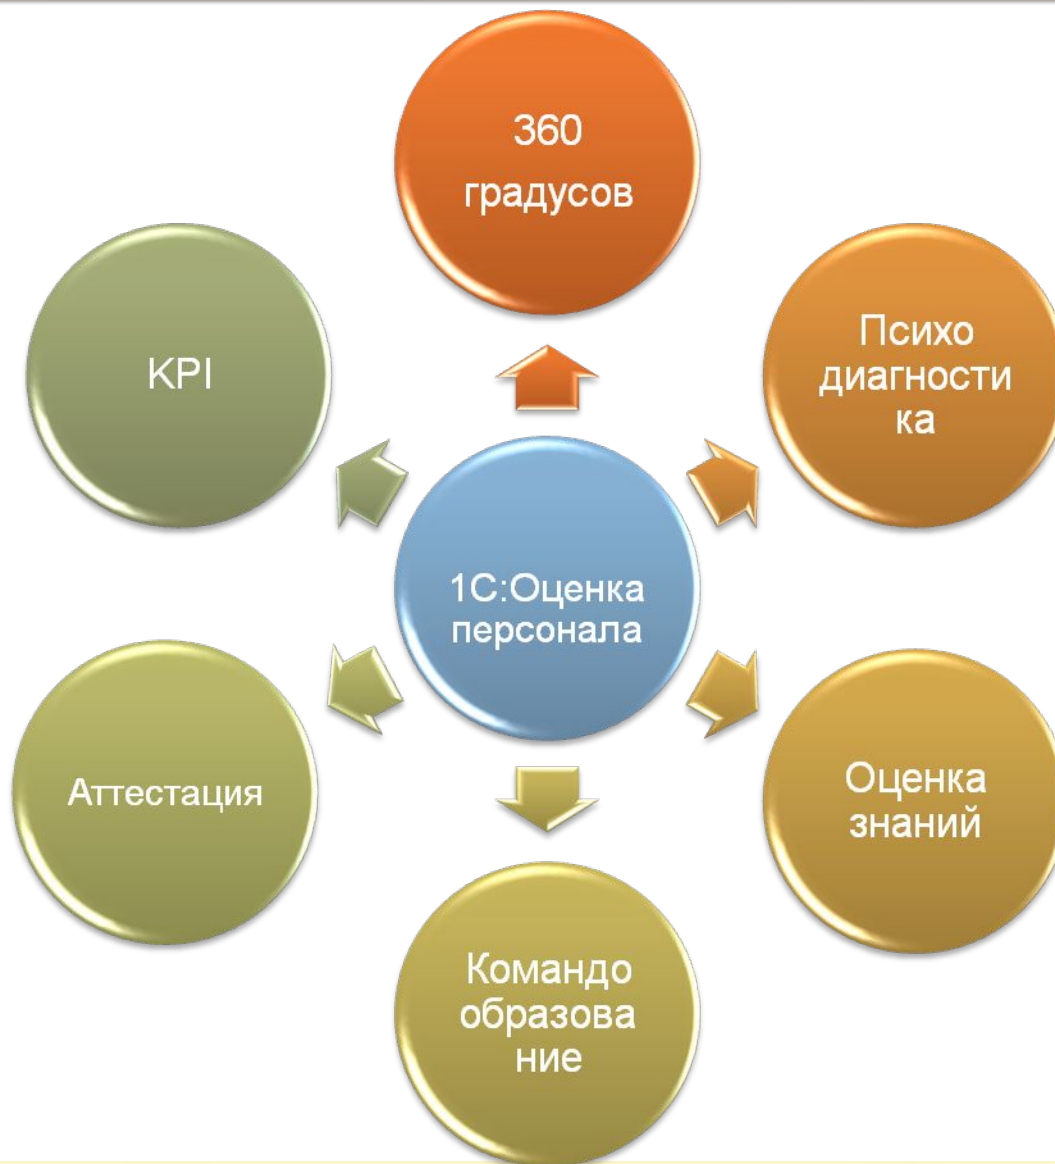 360
градусов
Психо
диагности
ка
KPI
1С:Оценка
персонала
Оценка
знаний
Аттестация
Командо
образова
ние